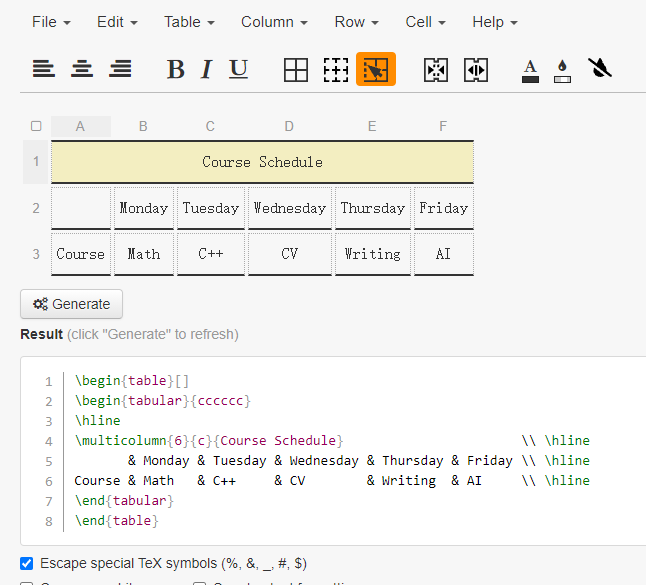 File Edit Table Column Row Cell Help
B I U A
A B C D E F
1 Course Schedule
2 Monday Tuesday Wednesday Thursday Friday
3 Course Math C++ CV Writing AI
Generate
Result (click "Generate" to refresh)
1 \begin{table}[]
2 \begin{tabular}{cccccc}
3 \hline
4 \multicolumn{6}{c}{Course Schedule} \\ \hline
5 & Monday & Tuesday & Wednesday & Thursday & Friday \\ \hline
6 Course & Math & C++ & CV & Writing & AI \\ \hline
7 \end{tabular}
8 \end{table}
Escape special TeX symbols (%, &, _, #, $)